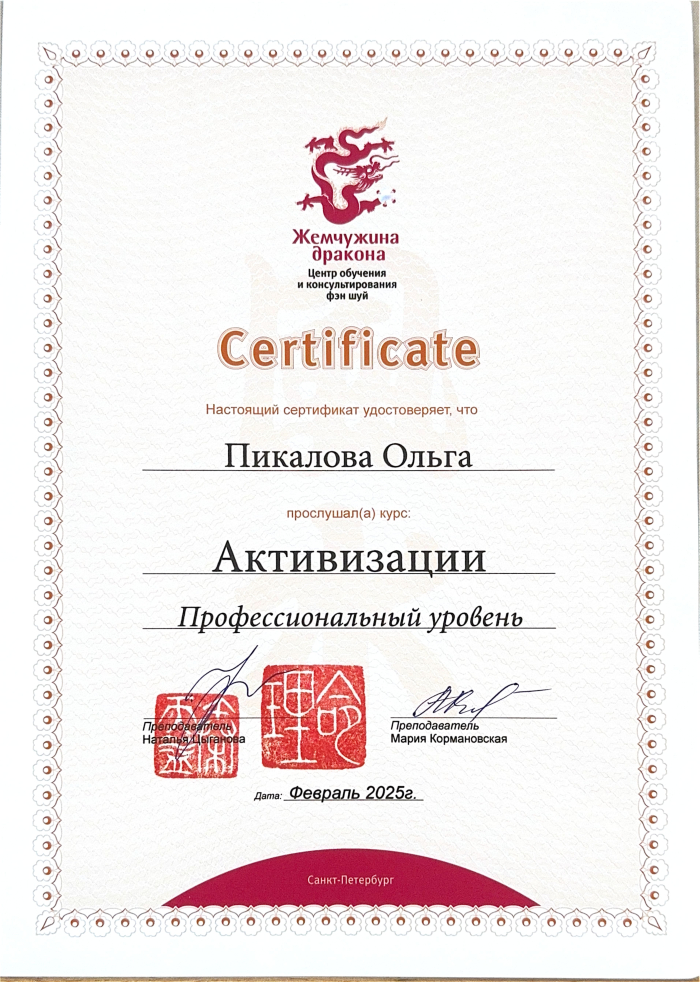 Жемчужина
дракона
Центр обучения
и консультирования
фэн шуй
Certificate
Настоящий сертификат удостоверяет, что
Пикалова Ольга
прослушал(а) курс:
Активизации
Профессиональный уровень
Преподаватель
Наталья Цыганова
Преподаватель
Мария Кормановская
Дата: Февраль 2025г.
Санкт-Петербург